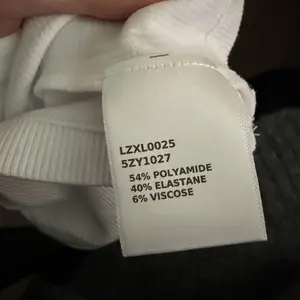 LZXL0025
5ZY1027
54% POLYAMIDE
40% ELASTANE
6% VISCOSE